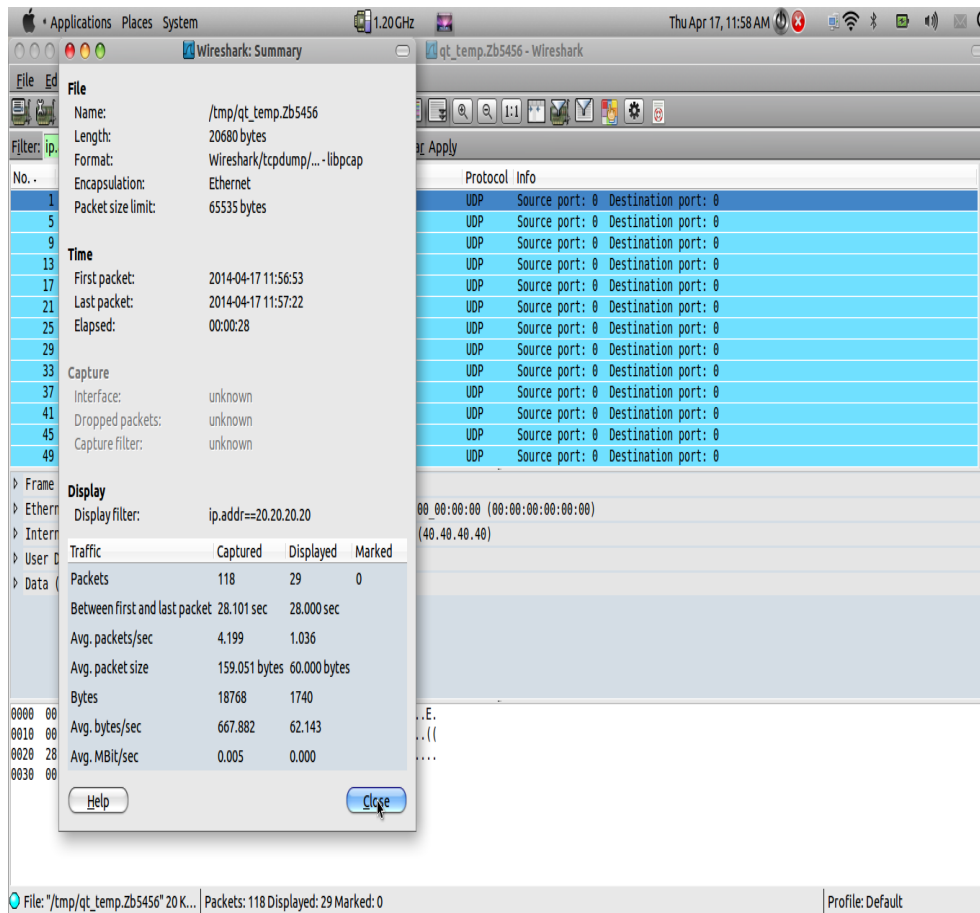 Applications Places System 1.20 GHz Thu Apr 17, 11:58 AM
Wireshark: Summary qt_temp.Zb5456 - Wireshark
File Ed
Filter: ip. Apply
File
Name: /tmp/qt_temp.Zb5456
Length: 20680 bytes
Format: Wireshark/tcpdump/... - libpcap
Encapsulation: Ethernet
Packet size limit: 65535 bytes
Time
First packet: 2014-04-17 11:56:53
Last packet: 2014-04-17 11:57:22
Elapsed: 00:00:28
Capture
Interface: unknown
Dropped packets: unknown
Capture filter: unknown
Display
Display filter: ip.addr==20.20.20.20
Traffic Captured Displayed Marked
Packets 118 29 0
Between first and last packet 28.101 sec 28.000 sec
Avg. packets/sec 4.199 1.036
Avg. packet size 159.051 bytes 60.000 bytes
Bytes 18768 1740
Avg. bytes/sec 667.882 62.143
Avg. MBit/sec 0.005 0.000
Help Close
No. . Protocol Info
1 UDP Source port: 0 Destination port: 0
5 UDP Source port: 0 Destination port: 0
9 UDP Source port: 0 Destination port: 0
13 UDP Source port: 0 Destination port: 0
17 UDP Source port: 0 Destination port: 0
21 UDP Source port: 0 Destination port: 0
25 UDP Source port: 0 Destination port: 0
29 UDP Source port: 0 Destination port: 0
33 UDP Source port: 0 Destination port: 0
37 UDP Source port: 0 Destination port: 0
41 UDP Source port: 0 Destination port: 0
45 UDP Source port: 0 Destination port: 0
49 UDP Source port: 0 Destination port: 0
Frame
Ethern 00_00:00:00 (00:00:00:00:00:00)
Intern (40.40.40.40)
User D
Data (
0000 00 ..E.
0010 00 ..((
0020 28 ....
0030 00
File: "/tmp/qt_temp.Zb5456" 20 K... Packets: 118 Displayed: 29 Marked: 0 Profile: Default